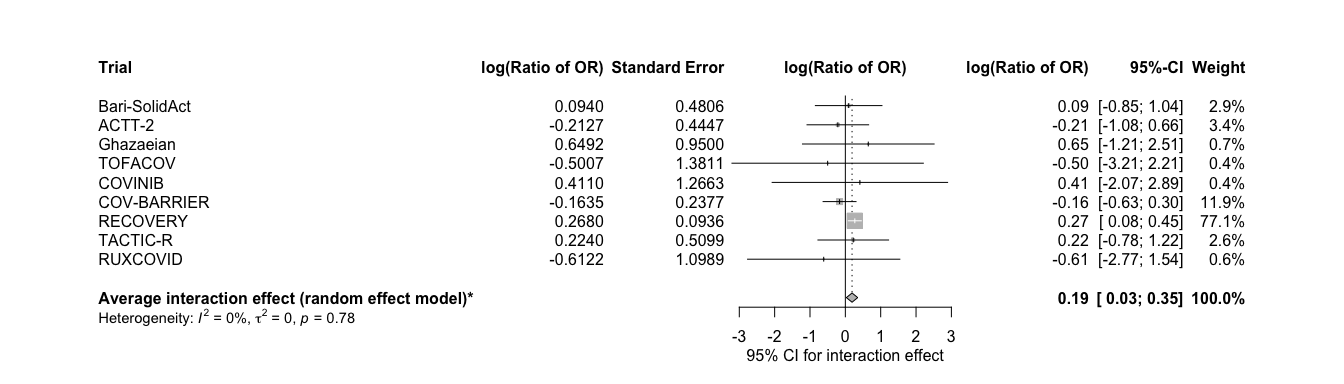 Trial log(Ratio of OR) Standard Error log(Ratio of OR) log(Ratio of OR) 95%-CI Weight
Bari-SolidAct 0.0940 0.4806 0.09 [-0.85; 1.04] 2.9%
ACTT-2 -0.2127 0.4447 -0.21 [-1.08; 0.66] 3.4%
Ghazaeian 0.6492 0.9500 0.65 [-1.21; 2.51] 0.7%
TOFACOV -0.5007 1.3811 -0.50 [-3.21; 2.21] 0.4%
COVINIB 0.4110 1.2663 0.41 [-2.07; 2.89] 0.4%
COV-BARRIER -0.1635 0.2377 -0.16 [-0.63; 0.30] 11.9%
RECOVERY 0.2680 0.0936 0.27 [ 0.08; 0.45] 77.1%
TACTIC-R 0.2240 0.5099 0.22 [-0.78; 1.22] 2.6%
RUXCOVID -0.6122 1.0989 -0.61 [-2.77; 1.54] 0.6%
Average interaction effect (random effect model)* 0.19 [ 0.03; 0.35] 100.0%
Heterogeneity: I² = 0%, τ² = 0, p = 0.78
-3 -2 -1 0 1 2 3
95% CI for interaction effect